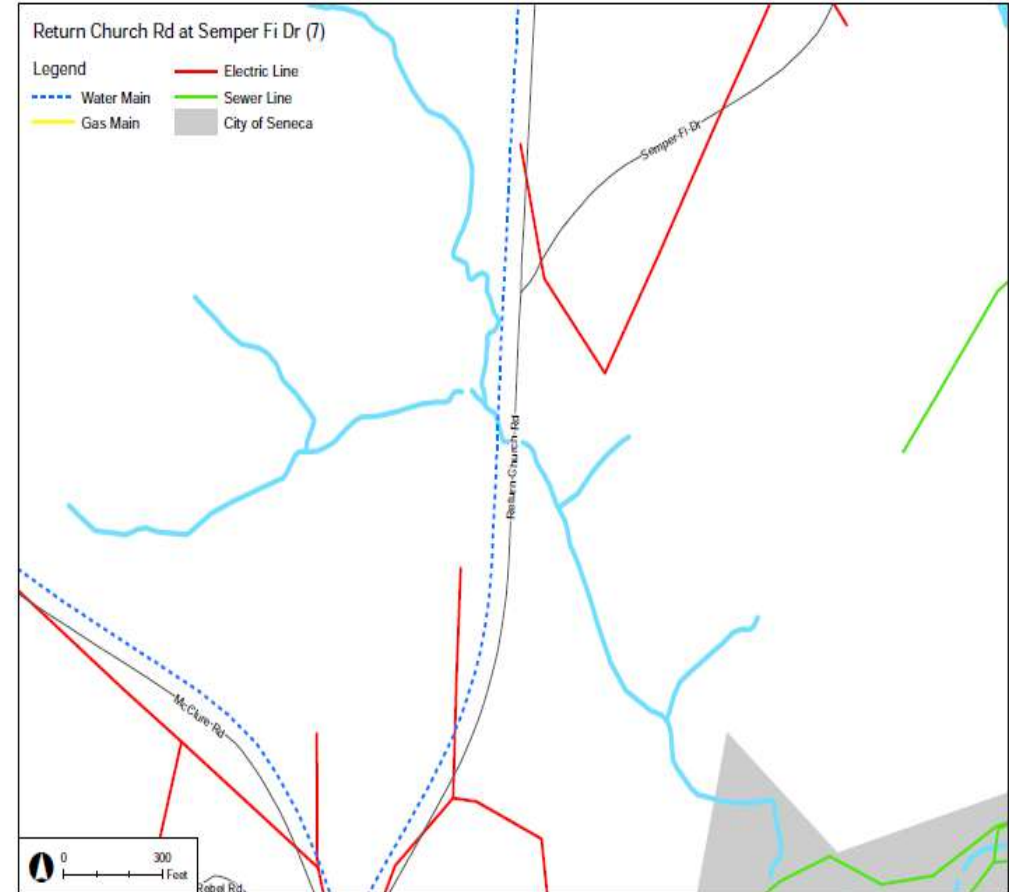 Return Church Rd at Semper Fi Dr (7)
Legend
Water Main
Gas Main
Electric Line
Sewer Line
City of Seneca
Semper Fi Dr
Return Church Rd
McClure Rd
Rebel Rd
0 300
Feet